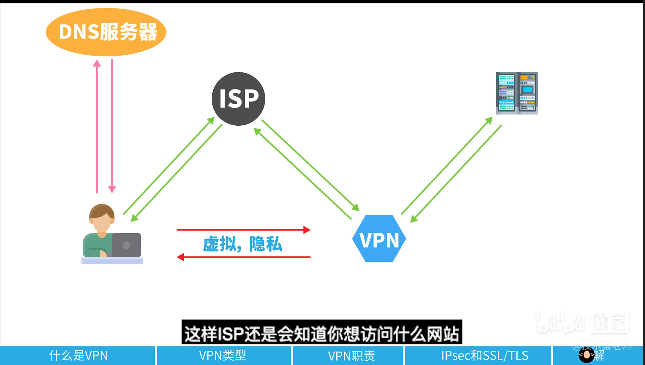 DNS服务器
ISP
虚拟, 隐私
VPN
这样ISP还是会知道你想访问什么网站
什么是VPN
VPN类型
VPN职责
IPsec和SSL/TLS
解